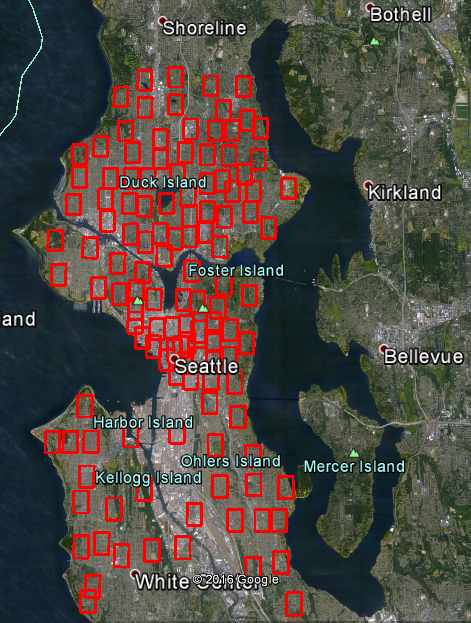 Bothell
Shoreline
Duck Island
Kirkland
Foster Island
land
Bellevue
Seattle
Harbor Island
Ohlers Island
Mercer Island
Kellogg Island
White Center
© 2016 Google